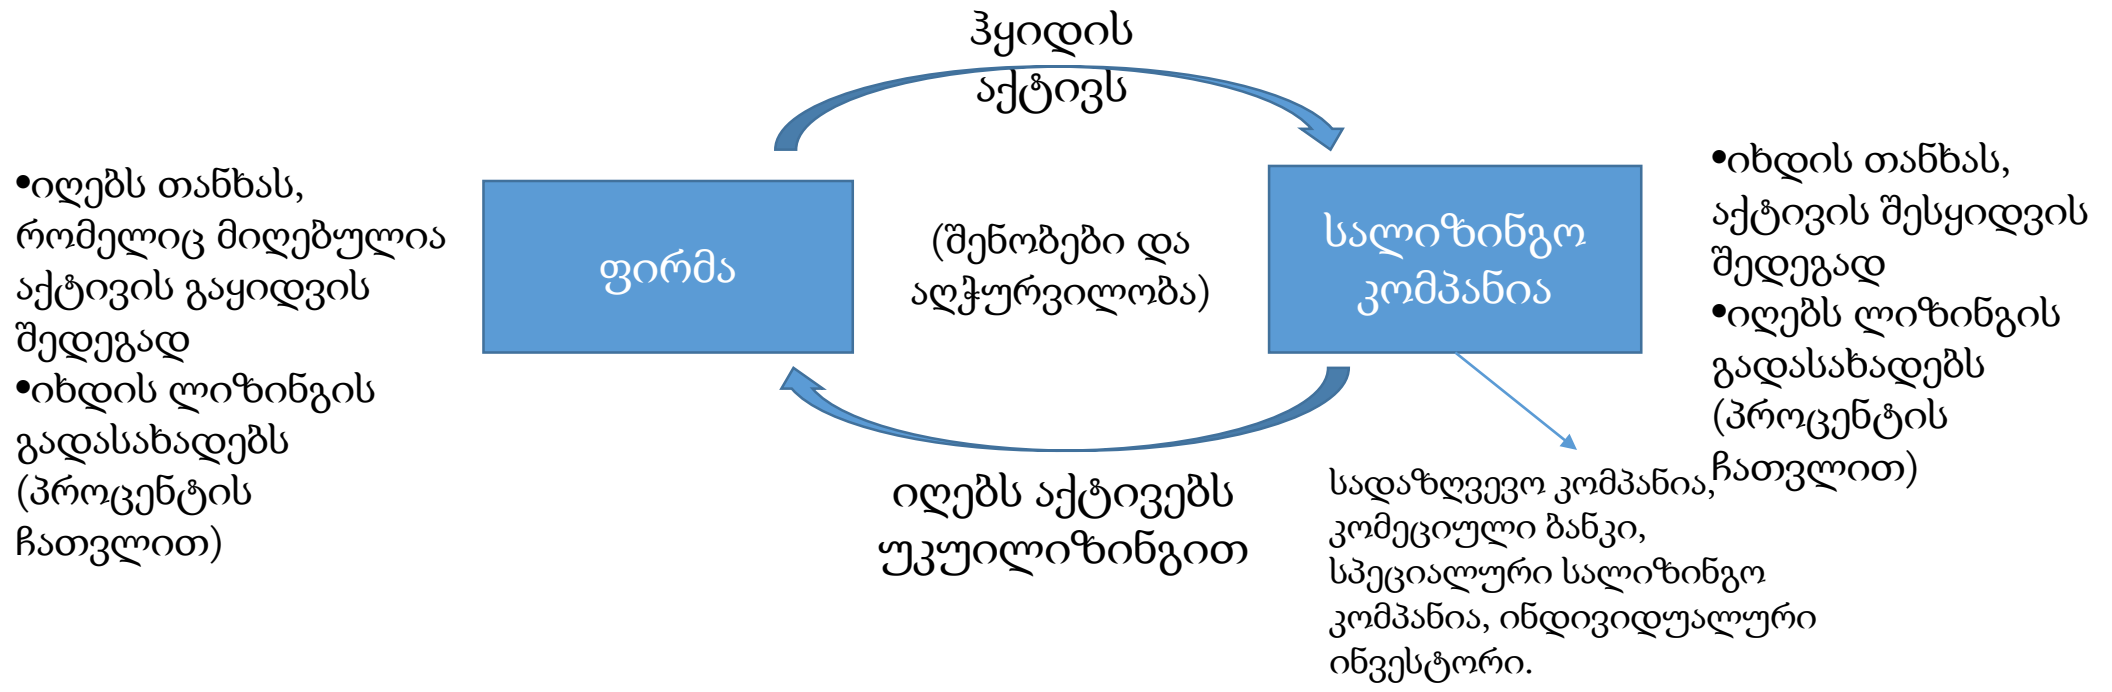 ჰყიდის
აქტივს
•იღებს თანხას,
რომელიც მიღებულია
აქტივის გაყიდვის
შედეგად
•იხდის ლიზინგის
გადასახადებს
(პროცენტის
ჩათვლით)
ფირმა
(შენობები და
აღჭურვილობა)
სალიზინგო
კომპანია
•იხდის თანხას,
აქტივის შესყიდვის
შედეგად
•იღებს ლიზინგის
გადასახადებს
(პროცენტის
ჩათვლით)
იღებს აქტივებს
უკუილიზინგით
სადაზღვევო კომპანია,
კომეციული ბანკი,
სპეციალური სალიზინგო
კომპანია, ინდივიდუალური
ინვესტორი.